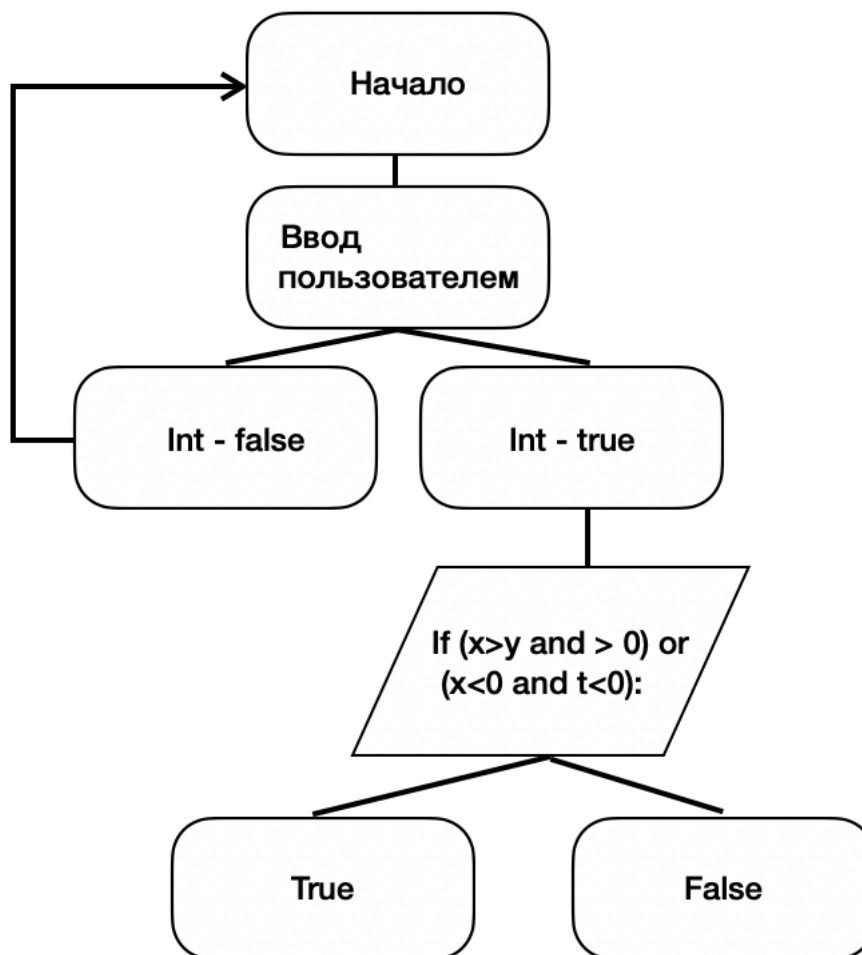 Начало
Ввод
пользователем
Int - false
Int - true
If (x>y and > 0) or
(x<0 and t<0):
True
False